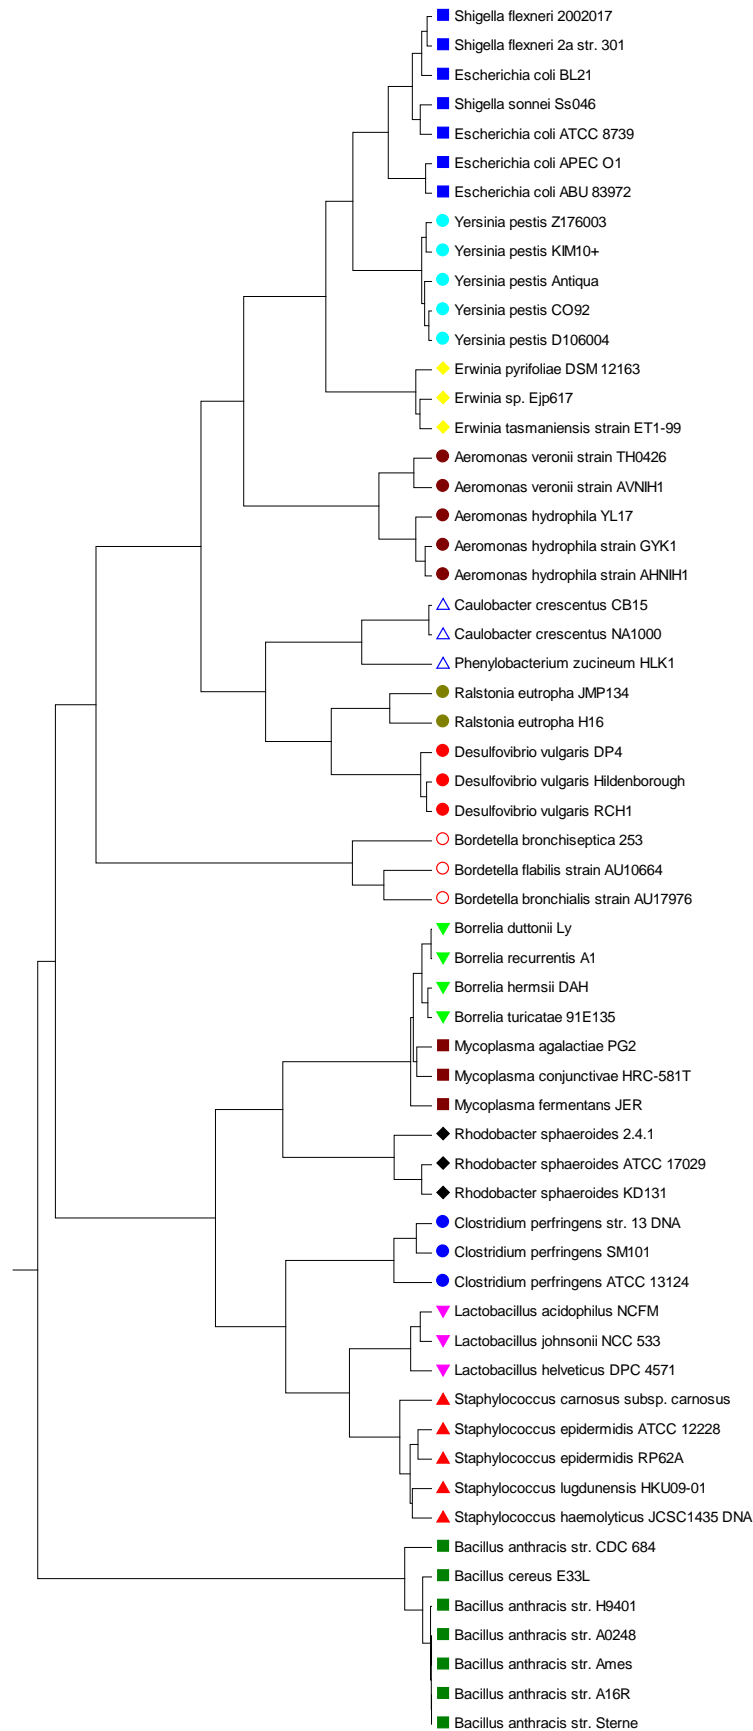 Shigella flexneri 2002017
Shigella flexneri 2a str. 301
Escherichia coli BL21
Shigella sonnei Ss046
Escherichia coli ATCC 8739
Escherichia coli APEC O1
Escherichia coli ABU 83972
Yersinia pestis Z176003
Yersinia pestis KIM10+
Yersinia pestis Antiqua
Yersinia pestis CO92
Yersinia pestis D106004
Erwinia pyrifoliae DSM 12163
Erwinia sp. Ejp617
Erwinia tasmaniensis strain ET1-99
Aeromonas veronii strain TH0426
Aeromonas veronii strain AVNIH1
Aeromonas hydrophila YL17
Aeromonas hydrophila strain GYK1
Aeromonas hydrophila strain AHNIH1
Caulobacter crescentus CB15
Caulobacter crescentus NA1000
Phenylobacterium zucineum HLK1
Ralstonia eutropha JMP134
Ralstonia eutropha H16
Desulfovibrio vulgaris DP4
Desulfovibrio vulgaris Hildenborough
Desulfovibrio vulgaris RCH1
Bordetella bronchiseptica 253
Bordetella flabilis strain AU10664
Bordetella bronchialis strain AU17976
Borrelia duttonii Ly
Borrelia recurrentis A1
Borrelia hermsii DAH
Borrelia turicatae 91E135
Mycoplasma agalactiae PG2
Mycoplasma conjunctivae HRC-581T
Mycoplasma fermentans JER
Rhodobacter sphaeroides 2.4.1
Rhodobacter sphaeroides ATCC 17029
Rhodobacter sphaeroides KD131
Clostridium perfringens str. 13 DNA
Clostridium perfringens SM101
Clostridium perfringens ATCC 13124
Lactobacillus acidophilus NCFM
Lactobacillus johnsonii NCC 533
Lactobacillus helveticus DPC 4571
Staphylococcus carnosus subsp. carnosus
Staphylococcus epidermidis ATCC 12228
Staphylococcus epidermidis RP62A
Staphylococcus lugdunensis HKU09-01
Staphylococcus haemolyticus JCSC1435 DNA
Bacillus anthracis str. CDC 684
Bacillus cereus E33L
Bacillus anthracis str. H9401
Bacillus anthracis str. A0248
Bacillus anthracis str. Ames
Bacillus anthracis str. A16R
Bacillus anthracis str. Sterne